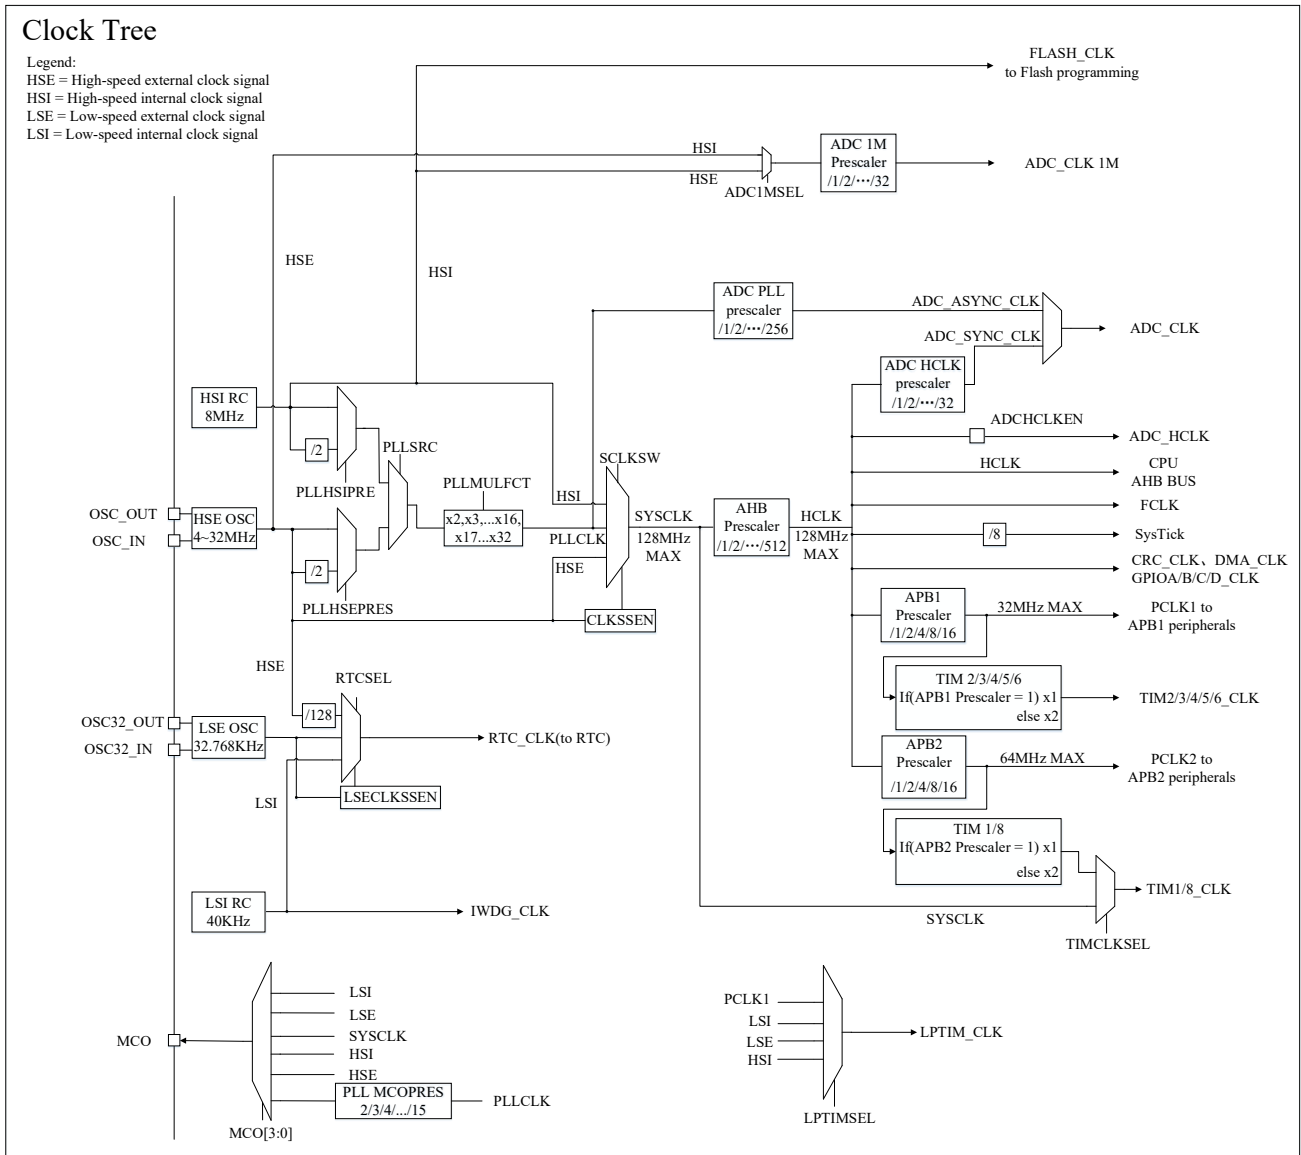 Clock Tree
Legend:
HSE = High-speed external clock signal
HSI = High-speed internal clock signal
LSE = Low-speed external clock signal
LSI = Low-speed internal clock signal
FLASH_CLK
to Flash programming
HSI
HSE
ADC1MSEL
ADC 1M
Prescaler
/1/2/···/32
ADC_CLK 1M
HSE
HSI
ADC PLL
prescaler
/1/2/···/256
ADC_ASYNC_CLK
ADC_SYNC_CLK
ADC_CLK
ADC HCLK
prescaler
/1/2/···/32
HSI RC
8MHz
/2
PLLHSIPRE
PLLSRC
PLLMULFCT
x2,x3,...x16,
x17...x32
SCLKSW
HSI
PLLCLK
HSE
SYSCLK
128MHz
MAX
AHB
Prescaler
/1/2/···/512
HCLK
128MHz
MAX
ADCHCLKEN
ADC_HCLK
HCLK
CPU
AHB BUS
FCLK
/8
SysTick
CRC_CLK、DMA_CLK
GPIOA/B/C/D_CLK
OSC_OUT
OSC_IN
HSE OSC
4~32MHz
/2
PLLHSEPRES
CLKSSEN
APB1
Prescaler
/1/2/4/8/16
32MHz MAX
PCLK1 to
APB1 peripherals
TIM 2/3/4/5/6
If(APB1 Prescaler = 1) x1
else x2
TIM2/3/4/5/6_CLK
HSE
RTCSEL
/128
OSC32_OUT
OSC32_IN
LSE OSC
32.768KHz
RTC_CLK(to RTC)
LSI
LSECLKSSEN
APB2
Prescaler
/1/2/4/8/16
64MHz MAX
PCLK2 to
APB2 peripherals
TIM 1/8
If(APB2 Prescaler = 1) x1
else x2
TIM1/8_CLK
SYSCLK
TIMCLKSEL
LSI RC
40KHz
IWDG_CLK
MCO
LSI
LSE
SYSCLK
HSI
HSE
PLL MCOPRES
2/3/4/.../15
PLLCLK
MCO[3:0]
PCLK1
LSI
LSE
HSI
LPTIM_CLK
LPTIMSEL